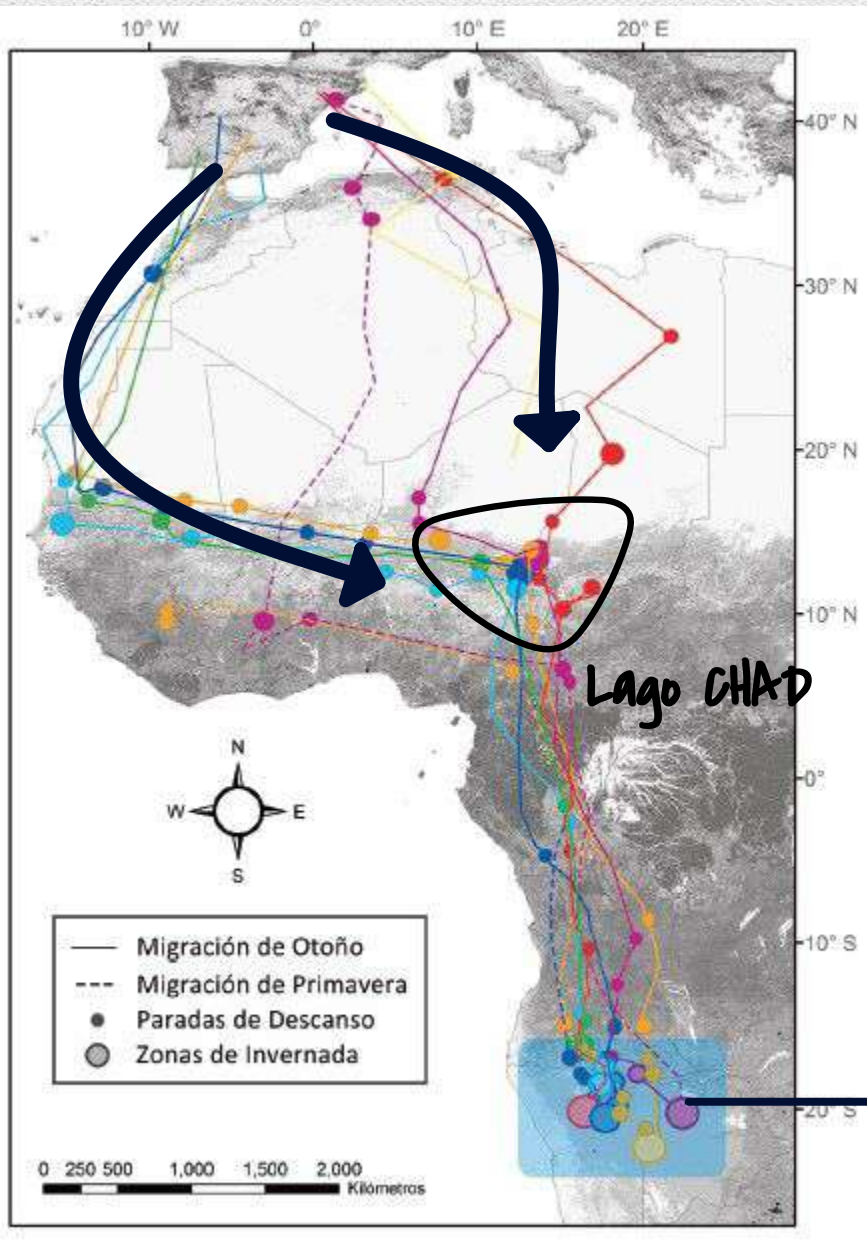 10° W 0° 10° E 20° E
40° N
30° N
20° N
10° N
Lago CHAD
0°
N
W E
S
10° S
20° S
Migración de Otoño
Migración de Primavera
Paradas de Descanso
Zonas de Invernada
0 250 500 1,000 1,500 2,000
Kilómetros